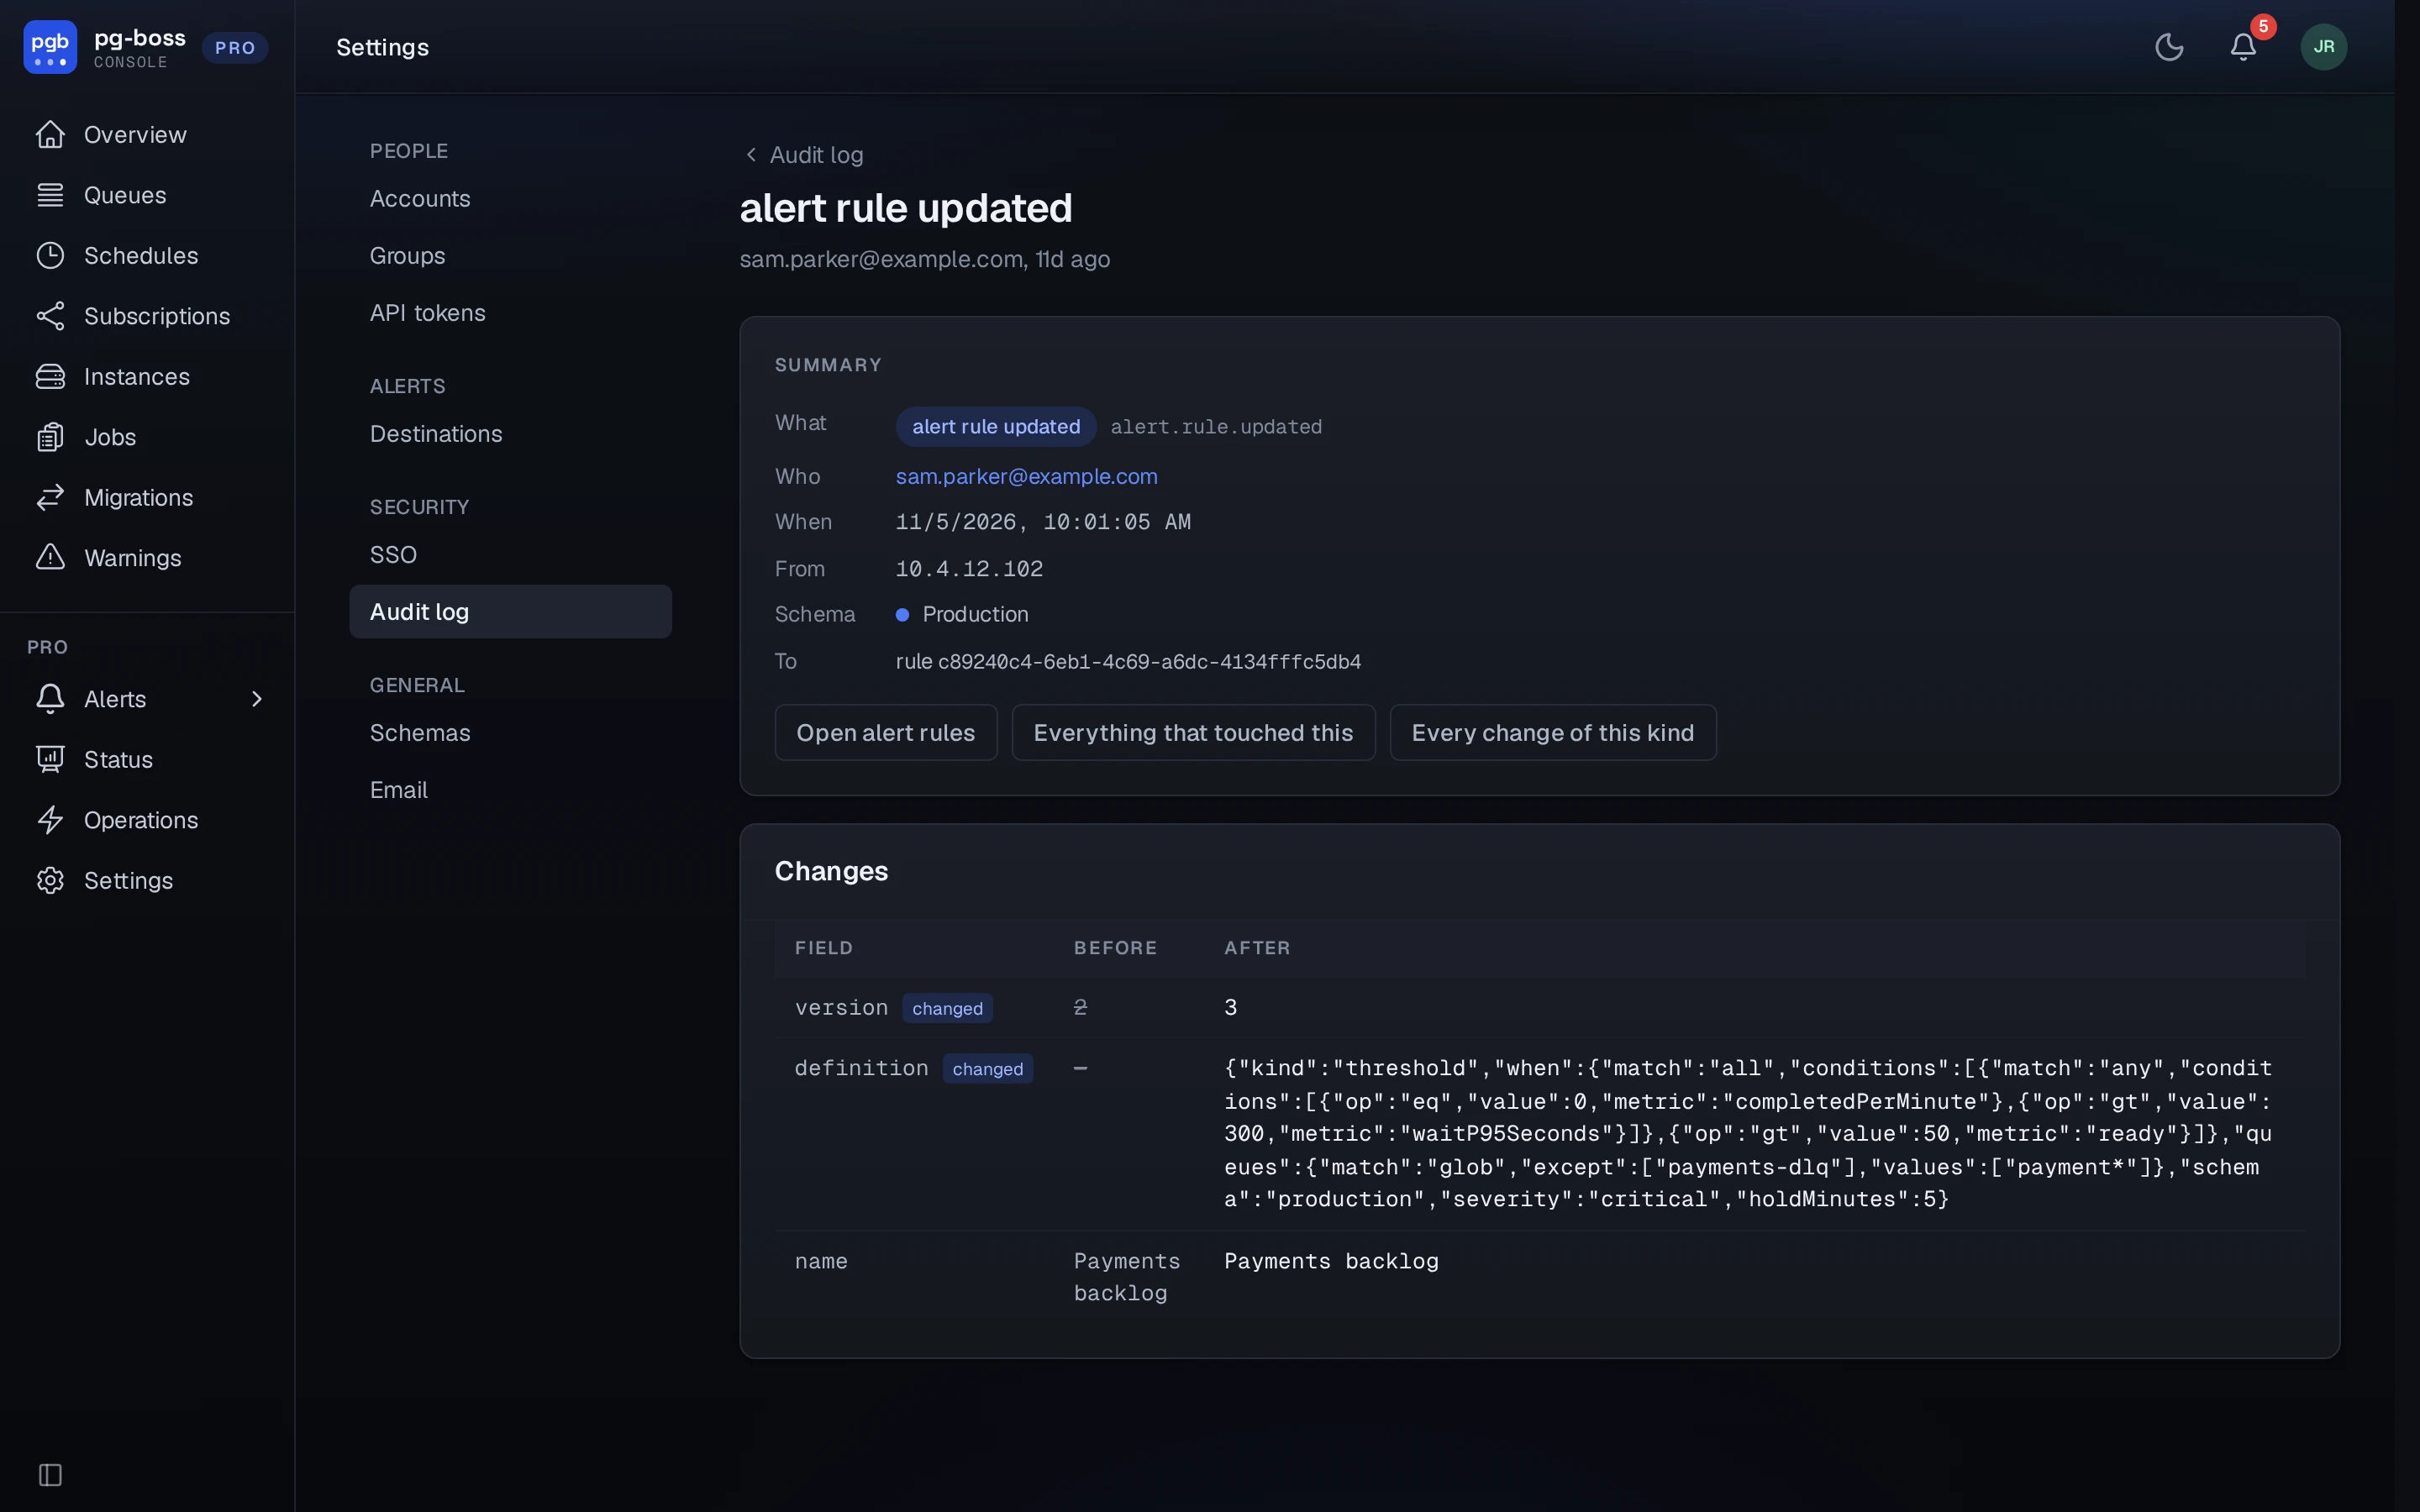 pgb
pg-boss
CONSOLE
PRO
Settings
5
JR
Overview
Queues
Schedules
Subscriptions
Instances
Jobs
Migrations
Warnings
PRO
Alerts
Status
Operations
Settings
PEOPLE
Accounts
Groups
API tokens
ALERTS
Destinations
SECURITY
SSO
Audit log
GENERAL
Schemas
Email
Audit log
alert rule updated
sam.parker@example.com, 11d ago
SUMMARY
What alert rule updated alert.rule.updated
Who sam.parker@example.com
When 11/5/2026, 10:01:05 AM
From 10.4.12.102
Schema Production
To rule c89240c4-6eb1-4c69-a6dc-4134fffc5db4
Open alert rules Everything that touched this Every change of this kind
Changes
FIELD BEFORE AFTER
version changed 2 3
definition changed — {"kind":"threshold","when":{"match":"all","conditions":[{"match":"any","condit
ions":[{"op":"eq","value":0,"metric":"completedPerMinute"},{"op":"gt","value":
300,"metric":"waitP95Seconds"}]},{"op":"gt","value":50,"metric":"ready"}]},"qu
eues":{"match":"glob","except":["payments-dlq"],"values":["payment*"]},"schem
a":"production","severity":"critical","holdMinutes":5}
name Payments Payments backlog
backlog